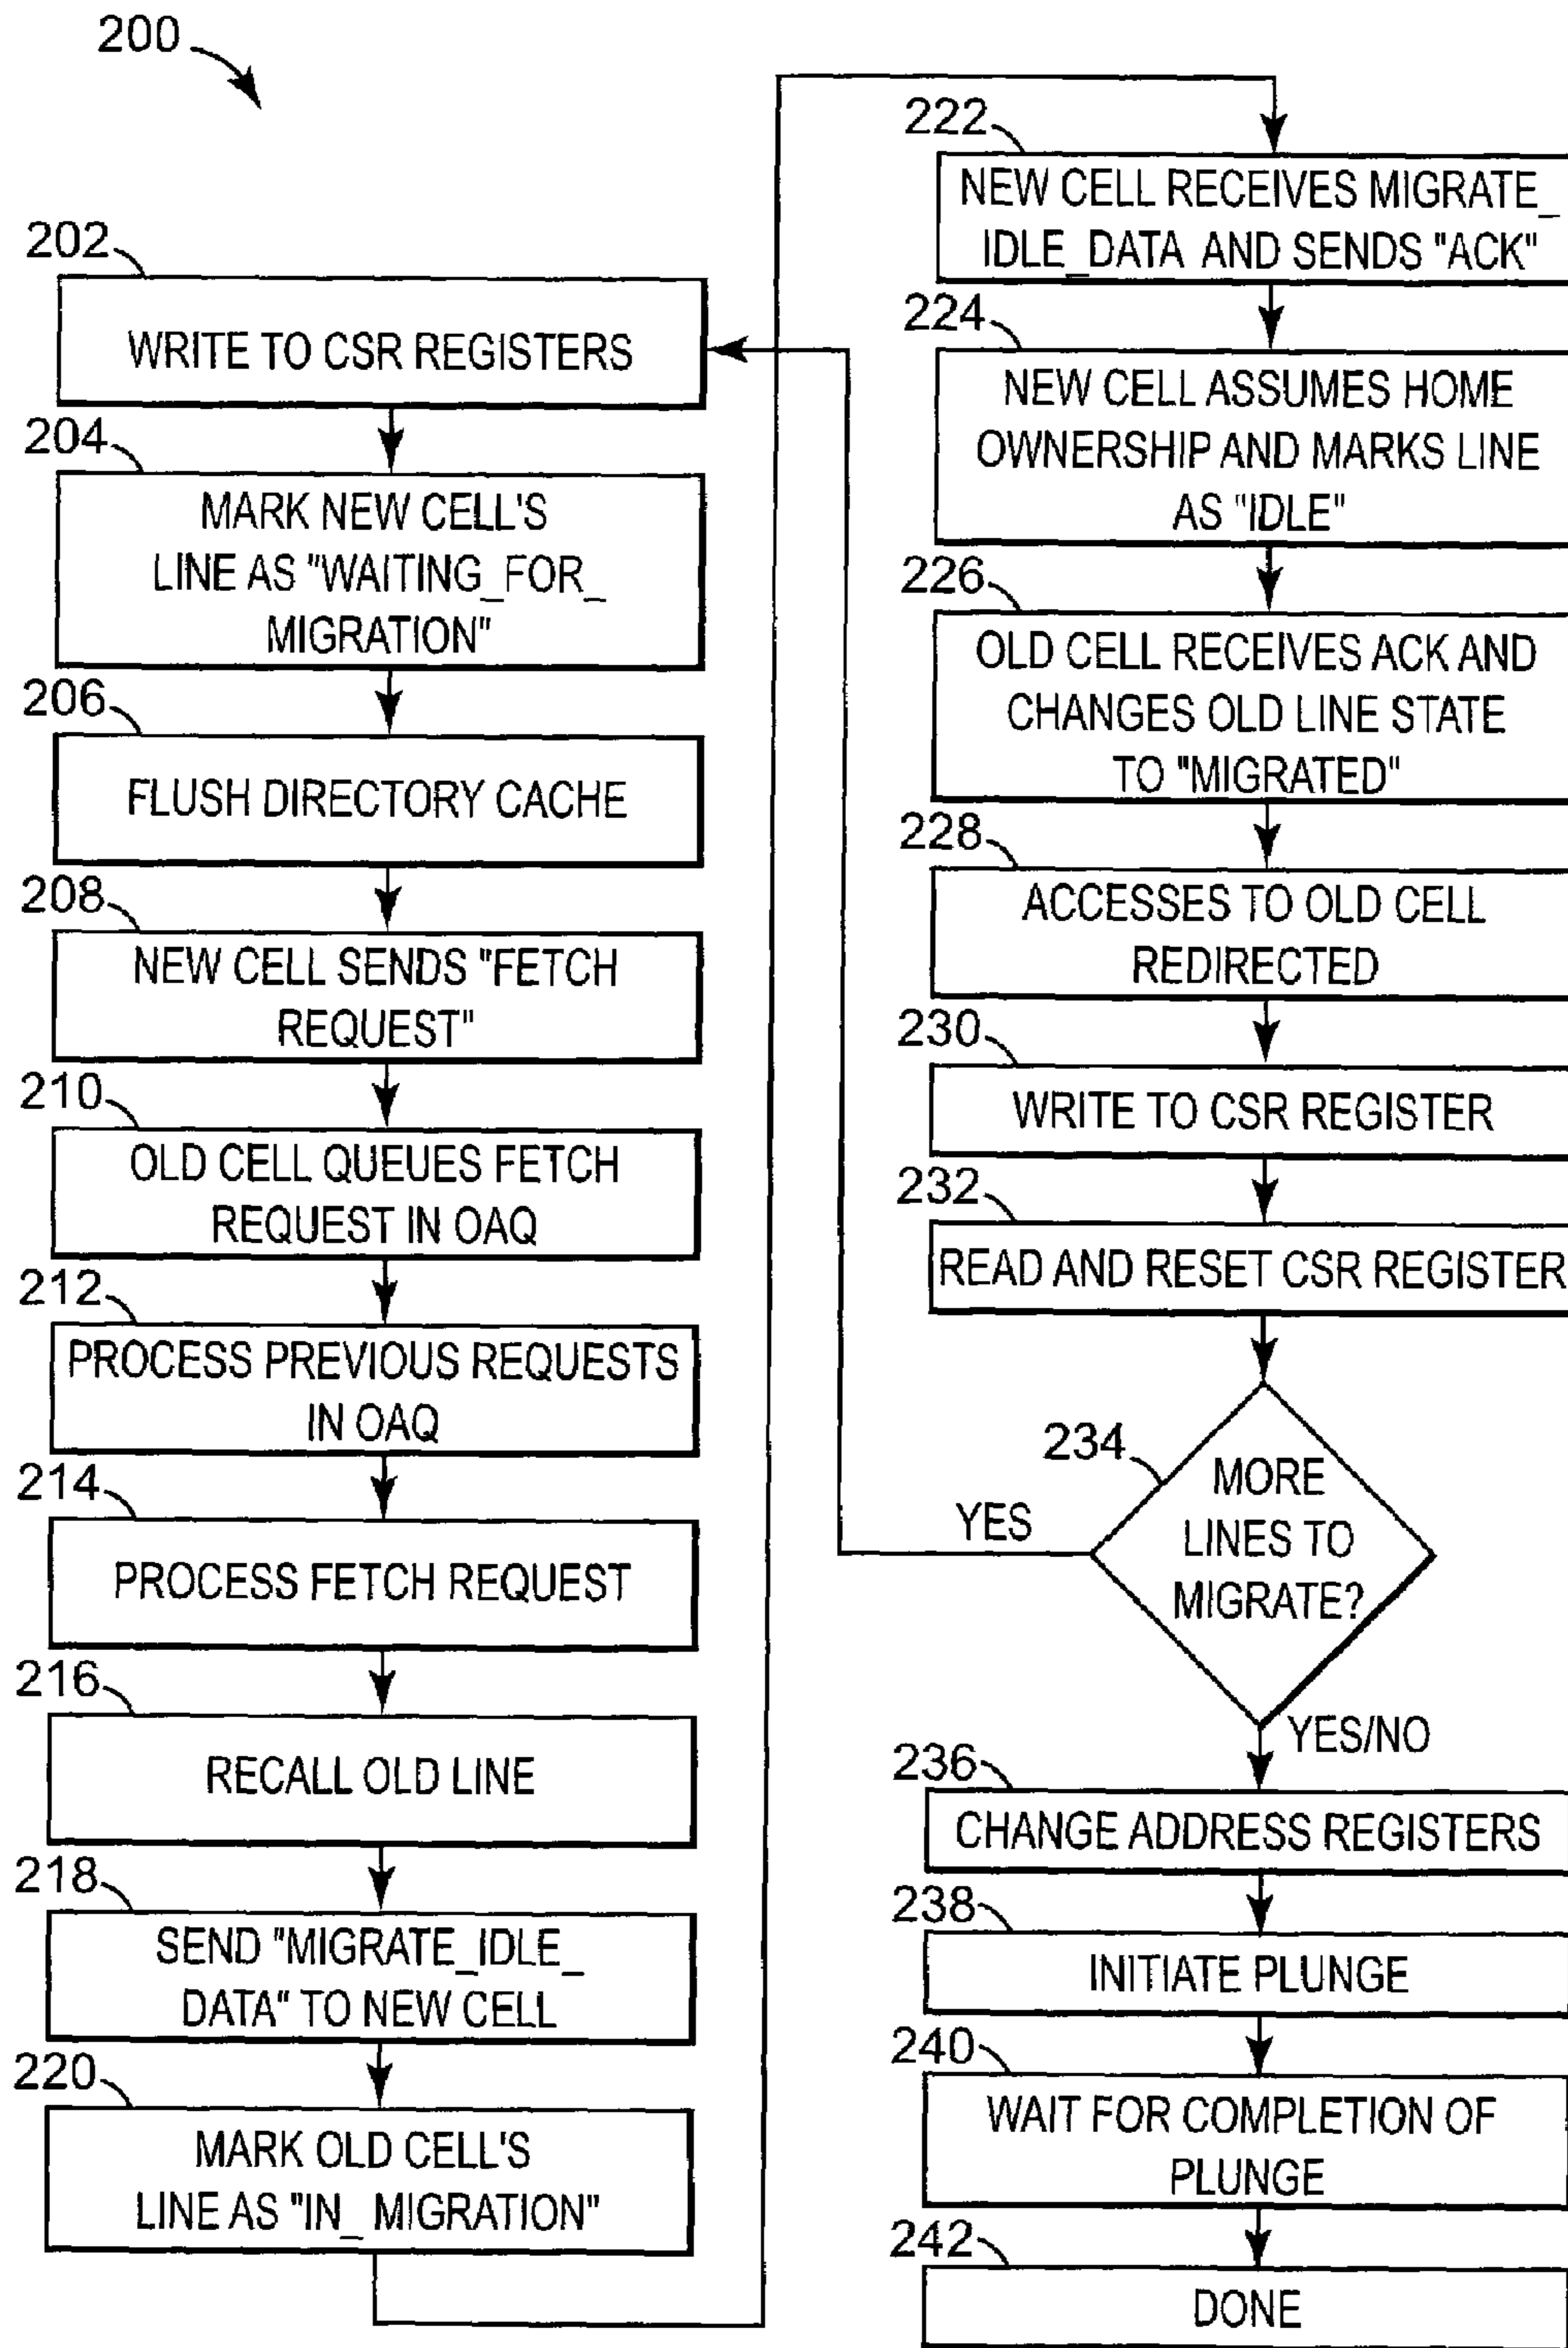 200
202
WRITE TO CSR REGISTERS
204
MARK NEW CELL'S
LINE AS "WAITING_FOR_
MIGRATION"
206
FLUSH DIRECTORY CACHE
208
NEW CELL SENDS "FETCH
REQUEST"
210
OLD CELL QUEUES FETCH
REQUEST IN OAQ
212
PROCESS PREVIOUS REQUESTS
IN OAQ
214
PROCESS FETCH REQUEST
216
RECALL OLD LINE
218
SEND "MIGRATE_IDLE_
DATA" TO NEW CELL
220
MARK OLD CELL'S
LINE AS "IN_ MIGRATION"
222
NEW CELL RECEIVES MIGRATE_
IDLE_DATA AND SENDS "ACK"
224
NEW CELL ASSUMES HOME
OWNERSHIP AND MARKS LINE
AS "IDLE"
226
OLD CELL RECEIVES ACK AND
CHANGES OLD LINE STATE
TO "MIGRATED"
228
ACCESSES TO OLD CELL
REDIRECTED
230
WRITE TO CSR REGISTER
232
READ AND RESET CSR REGISTER
234
MORE
LINES TO
MIGRATE?
YES
YES/NO
236
CHANGE ADDRESS REGISTERS
238
INITIATE PLUNGE
240
WAIT FOR COMPLETION OF
PLUNGE
242
DONE